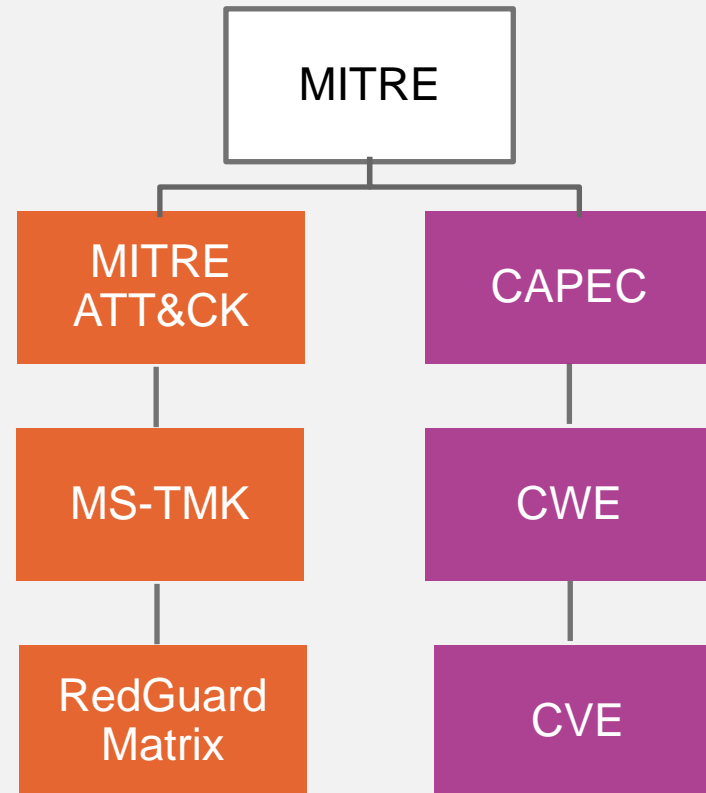 MITRE
MITRE
ATT&CK
CAPEC
MS-TMK
CWE
RedGuard
Matrix
CVE